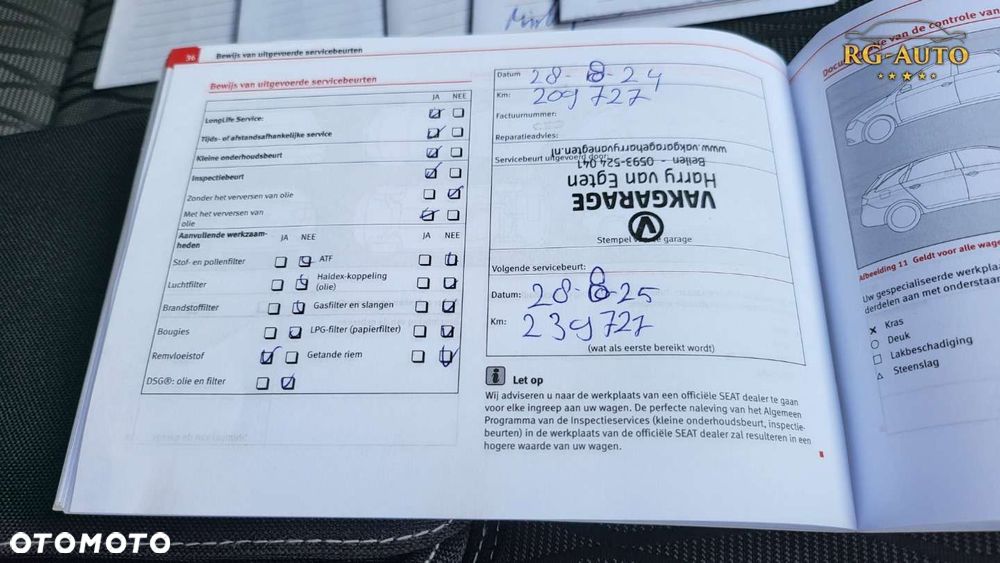 36
Bewijs van uitgevoerde servicebeurten
Bewijs van uitgevoerde servicebeurten
JA NEE
LongLife Service:
Tijds- of afstandsafhankelijke service
Kleine onderhoudsbeurt
Inspectiebeurt
Zonder het verversen van olie
Met het verversen van
olie
Aanvullende werkzaam-
heden
JA NEE
JA NEE
Stof- en pollenfilter
ATF
Luchtfilter
Haldex-koppeling
(olie)
Brandstoffilter
Gasfilter en slangen
Bougies
LPG-filter (papierfilter)
Remvloeistof
Getande riem
DSG®: olie en filter
Datum
28-8-24
Km:
209727
Factuurnummer:
Reparatieadvies:
Servicebeurt uitgevoerd door:
VAKGARAGE
Harry van Egten
Beilen - 0593-524 041
www.vakgarageharryvanegten.nl
Stempel van de garage
Volgende servicebeurt:
Datum:
28-8-25
Km:
239727
(wat als eerste bereikt wordt)
Let op
Wij adviseren u naar de werkplaats van een officiële SEAT dealer te gaan
voor elke ingreep aan uw wagen. De perfecte naleving van het Algemeen
Programma van de Inspectieservices (kleine onderhoudsbeurt, inspectie-
beurten) in de werkplaats van de officiële SEAT dealer zal resulteren in een
hogere waarde van uw wagen.
RG-AUTO
van de controle van
Afbeelding 11 Geldt voor alle wage
Uw gespecialiseerde werkpla
derdelen aan met onderstaan
Kras
Deuk
Lakbeschadiging
Steenslag
OTOMOTO